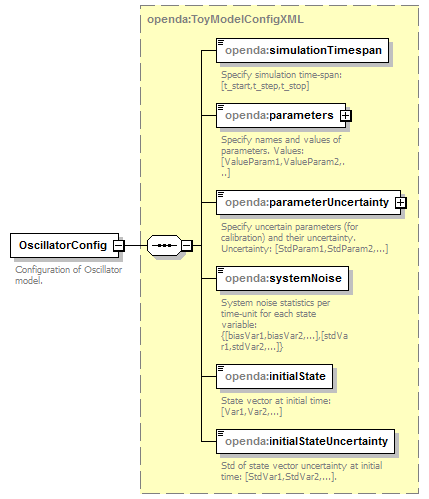 openda:ToyModelConfigXML
openda:simulationTimespan
Specify simulation time-span:
[t_start,t_step,t_stop]
openda:parameters
Specify names and values of
parameters. Values:
[ValueParam1,ValueParam2,.
..]
openda:parameterUncertainty
Specify uncertain parameters (for
calibration) and their uncertainty.
Uncertainty: [StdParam1,StdParam2,...]
OscillatorConfig
Configuration of Oscillator
model.
openda:systemNoise
System noise statistics per
time-unit for each state
variable:
{[biasVar1,biasVar2,...],[stdVa
r1,stdVar2,...]}
openda:initialState
State vector at initial time:
[Var1,Var2,...]
openda:initialStateUncertainty
Std of state vector uncertainty at initial
time: [StdVar1,StdVar2,...].